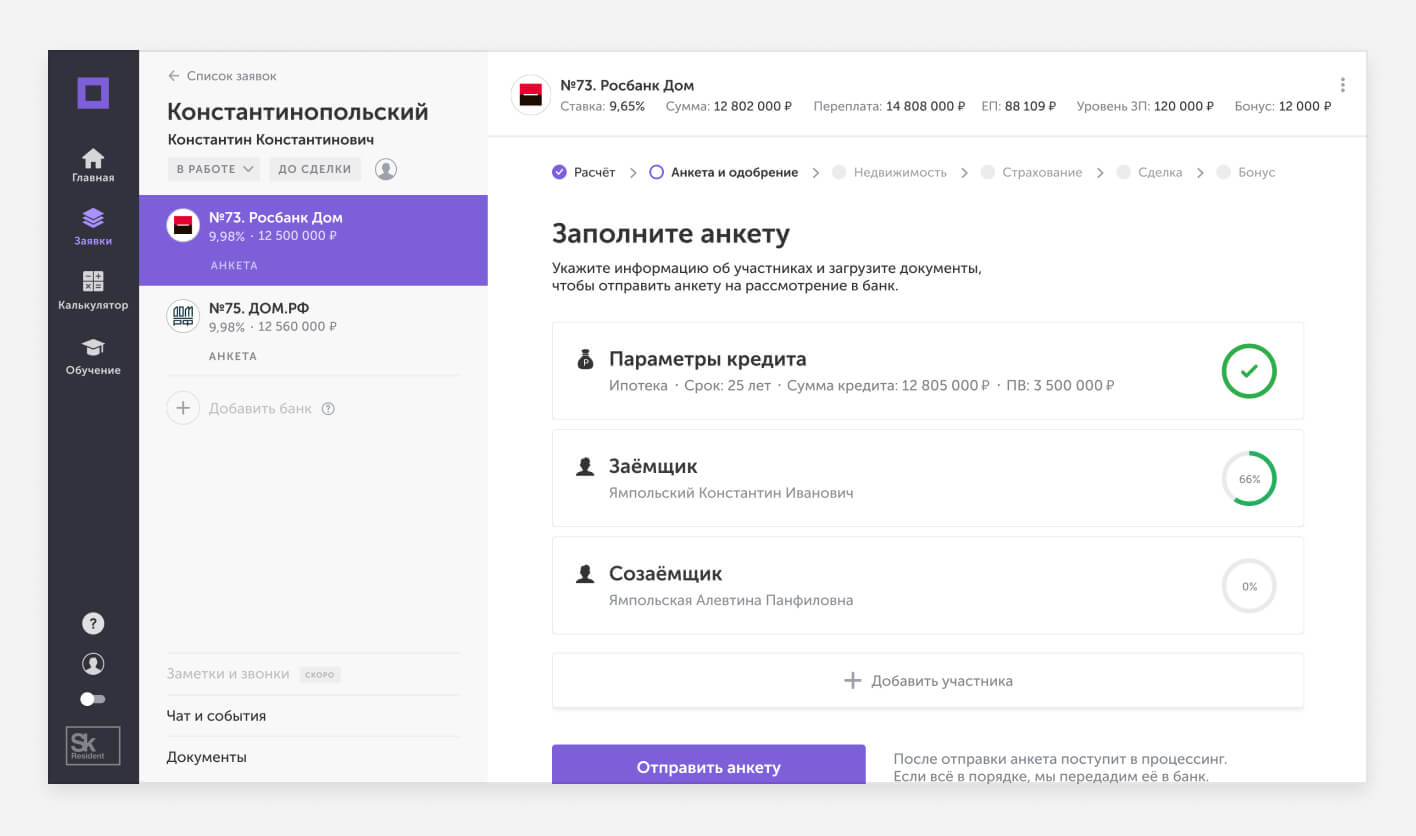 Главная
Заявки
Калькулятор
Обучение
?
Sk
Resident
← Список заявок
Константинопольский
Константин Константинович
В РАБОТЕ
ДО СДЕЛКИ
№73. Росбанк Дом
9,98% · 12 500 000 ₽
АНКЕТА
ДОМ
РФ
№75. ДОМ.РФ
9,98% · 12 560 000 ₽
АНКЕТА
+ Добавить банк ?
Заметки и звонки СКОРО
Чат и события
Документы
№73. Росбанк Дом
Ставка: 9,65% Сумма: 12 802 000 ₽ Переплата: 14 808 000 ₽ ЕП: 88 109 ₽ Уровень ЗП: 120 000 ₽ Бонус: 12 000 ₽
Расчёт > Анкета и одобрение > Недвижимость > Страхование > Сделка > Бонус
Заполните анкету
Укажите информацию об участниках и загрузите документы,
чтобы отправить анкету на рассмотрение в банк.
Параметры кредита
Ипотека · Срок: 25 лет · Сумма кредита: 12 805 000 ₽ · ПВ: 3 500 000 ₽
Заёмщик
Ямпольский Константин Иванович
66%
Созаёмщик
Ямпольская Алевтина Панфиловна
0%
+ Добавить участника
Отправить анкету
После отправки анкета поступит в процессинг.
Если всё в порядке, мы передадим её в банк.